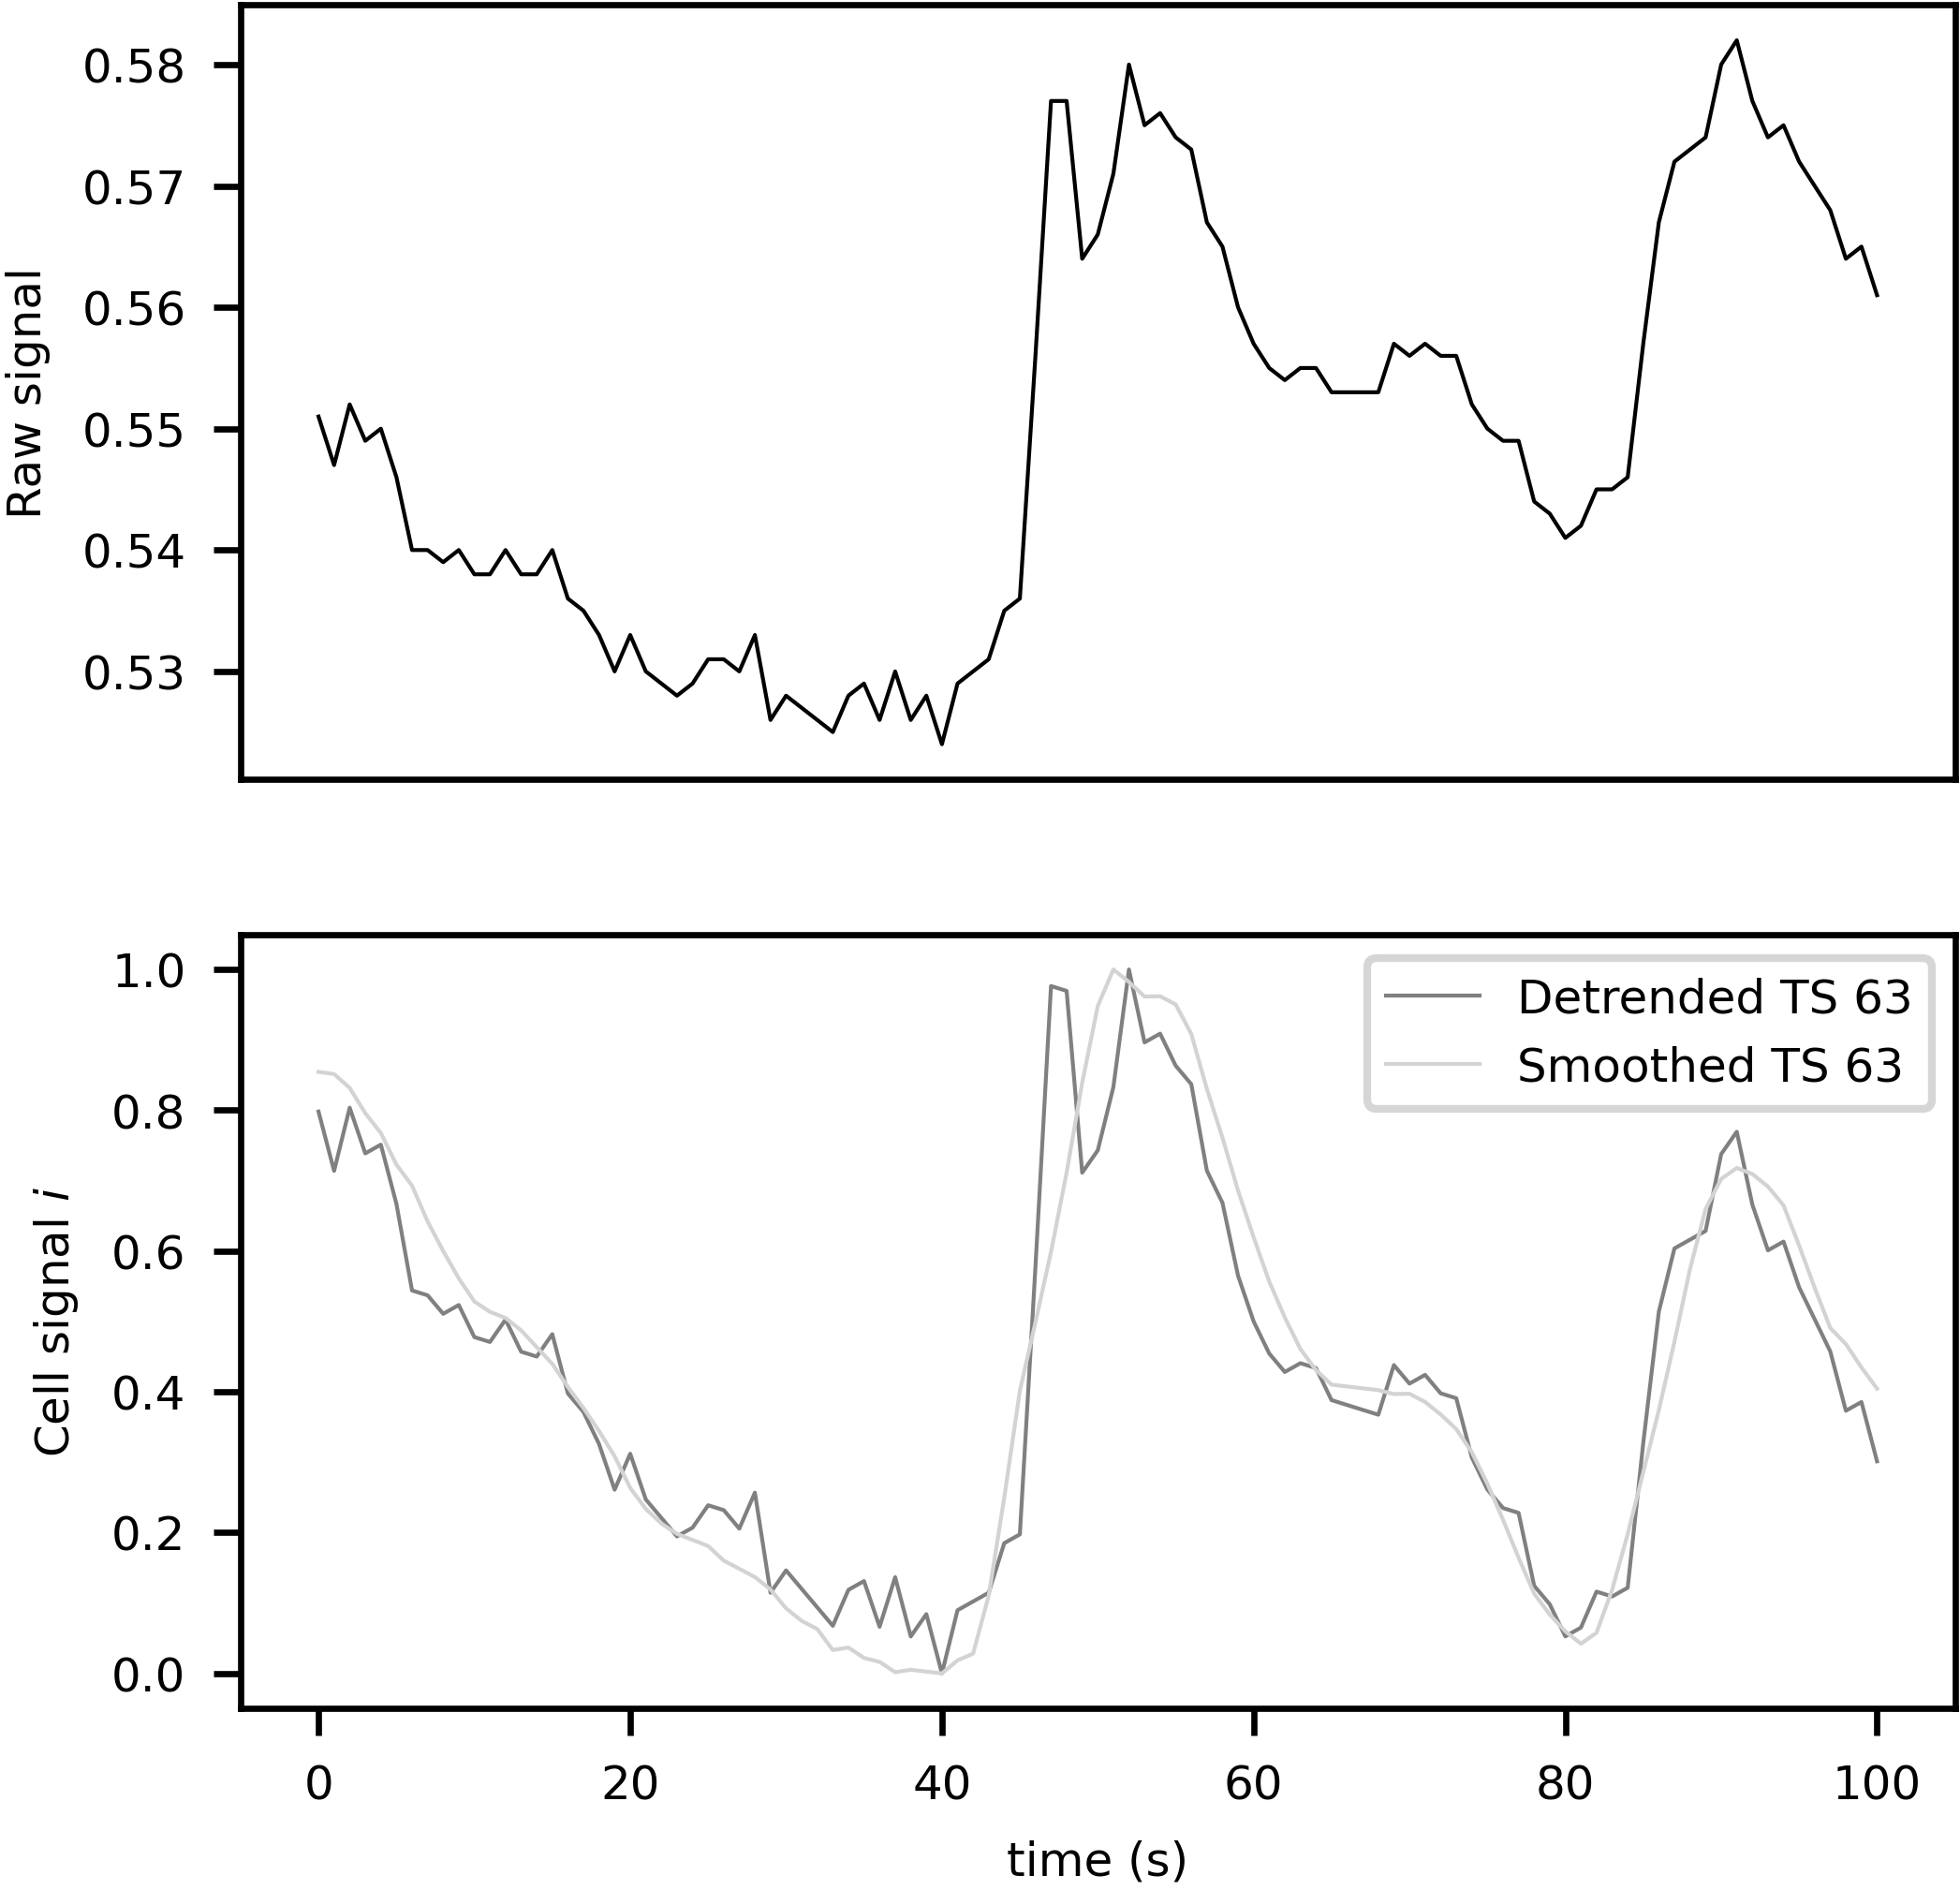 Raw signal
0.58
0.57
0.56
0.55
0.54
0.53
Cell signal i
1.0
0.8
0.6
0.4
0.2
0.0
Detrended TS 63
Smoothed TS 63
0 20 40 60 80 100
time (s)